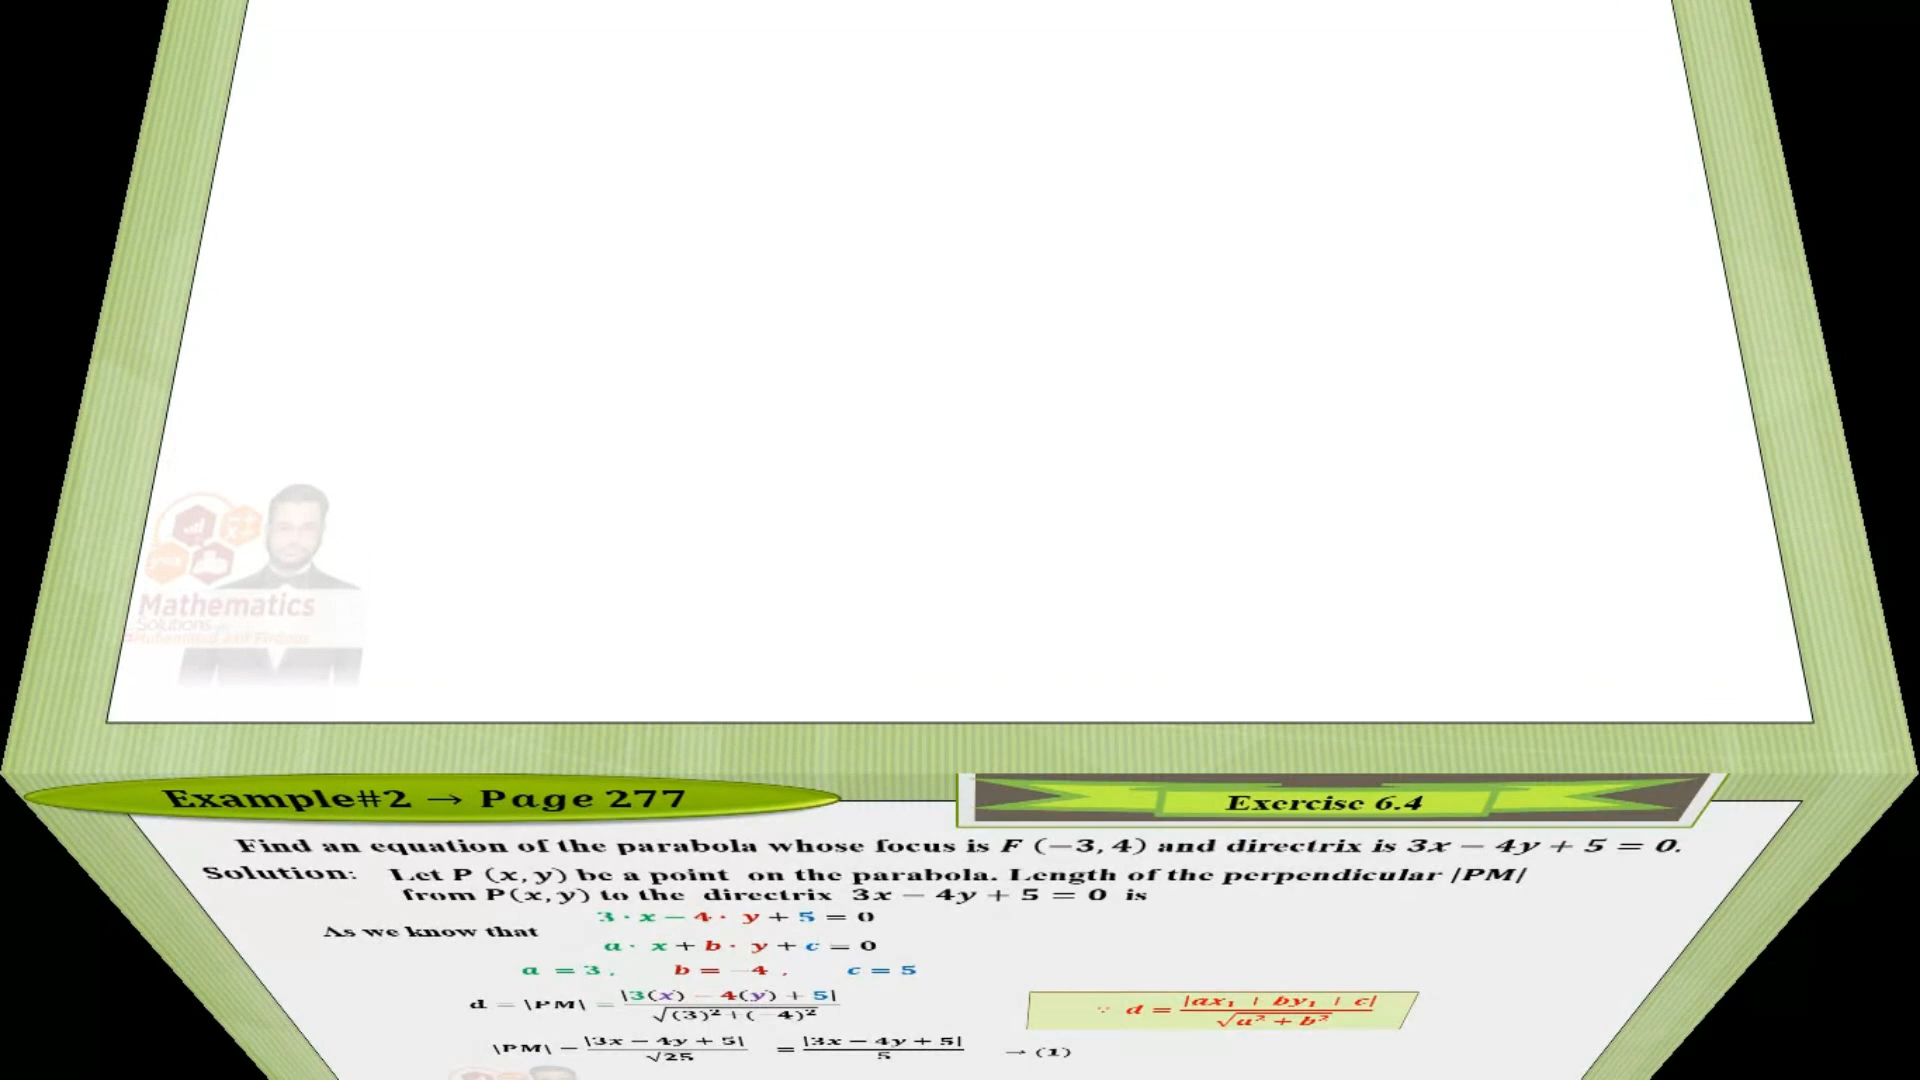 Mathematics
Solutions
Example#2 → Page 277
Exercise 6.4
Find an equation of the parabola whose focus is F (−3, 4) and directrix is 3x − 4y + 5 = 0.
Solution: Let P (x, y) be a point on the parabola. Length of the perpendicular |PM|
from P(x, y) to the directrix 3x − 4y + 5 = 0 is
3 · x − 4 · y + 5 = 0
As we know that
a · x + b · y + c = 0
a = 3 , b = −4 , c = 5
d = |PM| = |3(x) − 4(y) + 5| / √(3)² + (−4)²
∵ d = |ax₁ + by₁ + c| / √a² + b²
|PM| = |3x − 4y + 5| / √25 = |3x − 4y + 5| / 5 → (1)